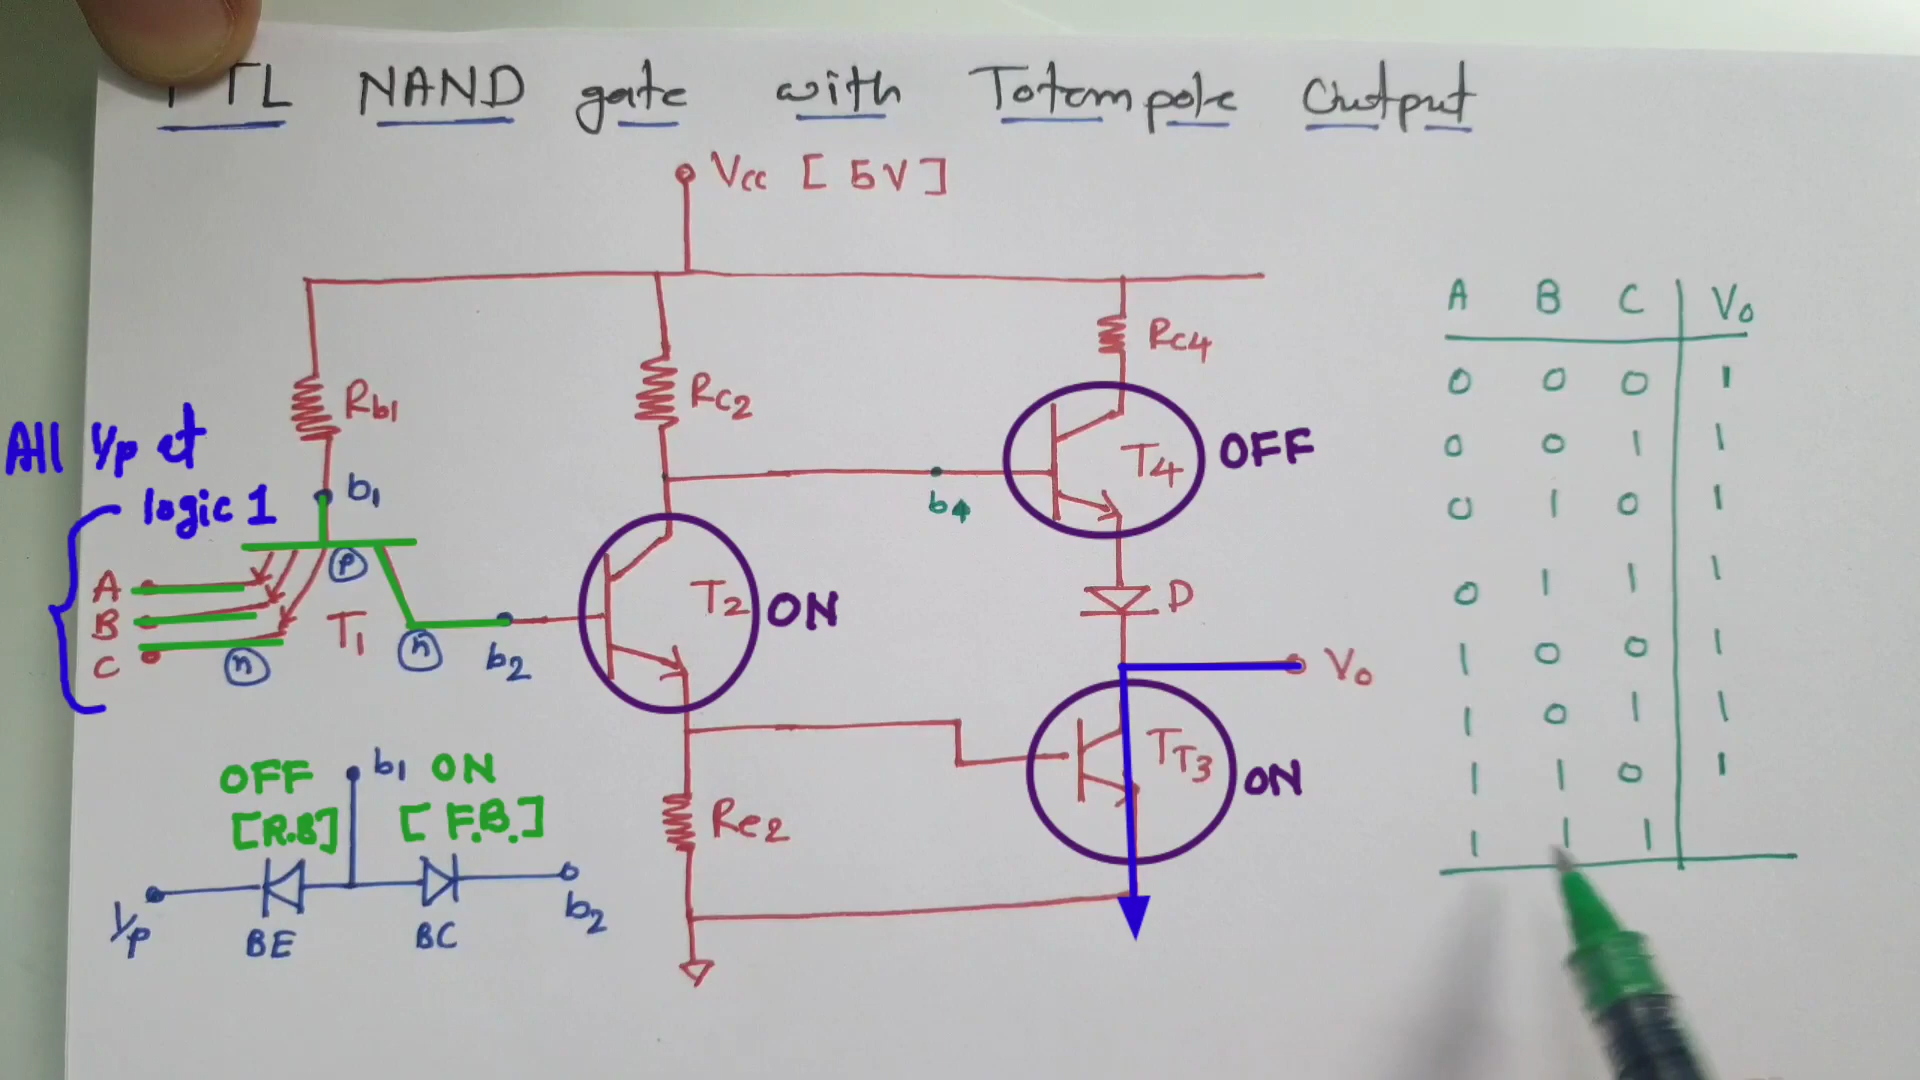 TTL NAND gate with Totempole Output
Vcc [ 5V ]
Rb1
Rc2
Rc4
All I/p at
logic 1
b1
p
A
B
C
T1
n
n
b2
T2
ON
b4
T4
OFF
D
Vo
TT3
ON
Re2
OFF
[R.B]
b1
ON
[ F.B.]
I/p
BE
BC
b2
A B C Vo
0 0 0 1
0 0 1 1
0 1 0 1
0 1 1 1
1 0 0 1
1 0 1 1
1 1 0 1
1 1 1